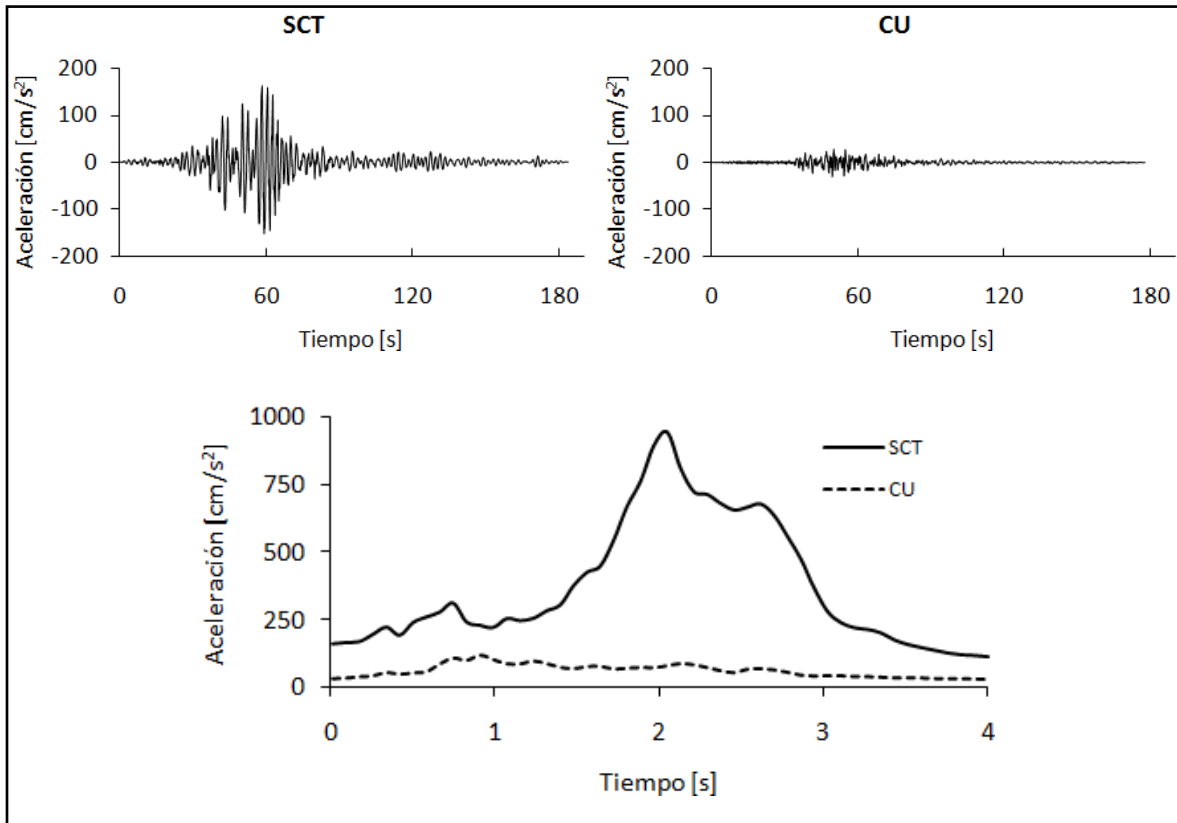 SCT
Aceleración [cm/s²]
200
100
0
-100
-200
0 60 120 180
Tiempo [s]
CU
Aceleración [cm/s²]
200
100
0
-100
-200
0 60 120 180
Tiempo [s]
Aceleración [cm/s²]
1000
750
500
250
0
0 1 2 3 4
Tiempo [s]
SCT
CU